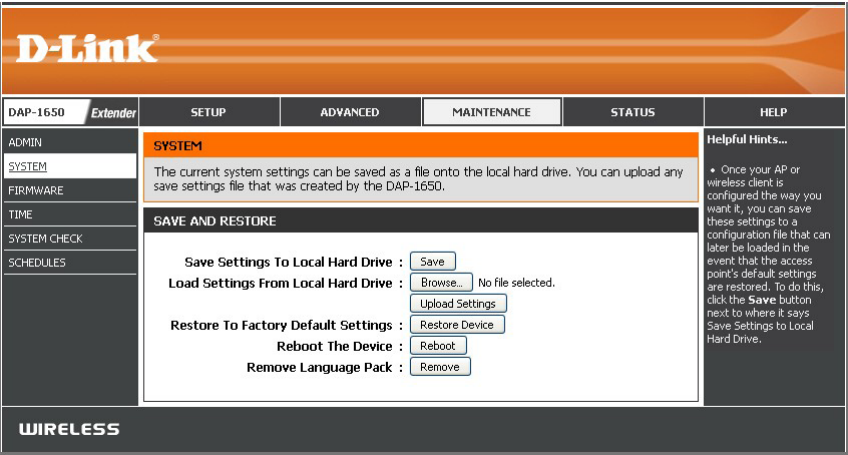 D-Link
DAP-1650 Extender SETUP ADVANCED MAINTENANCE STATUS HELP
ADMIN
SYSTEM
FIRMWARE
TIME
SYSTEM CHECK
SCHEDULES
SYSTEM
The current system settings can be saved as a file onto the local hard drive. You can upload any
save settings file that was created by the DAP-1650.
SAVE AND RESTORE
Save Settings To Local Hard Drive : Save
Load Settings From Local Hard Drive : Browse... No file selected.
Upload Settings
Restore To Factory Default Settings : Restore Device
Reboot The Device : Reboot
Remove Language Pack : Remove
Helpful Hints...
• Once your AP or
wireless client is
configured the way you
want it, you can save
these settings to a
configuration file that can
later be loaded in the
event that the access
point's default settings
are restored. To do this,
click the Save button
next to where it says
Save Settings to Local
Hard Drive.
WIRELESS